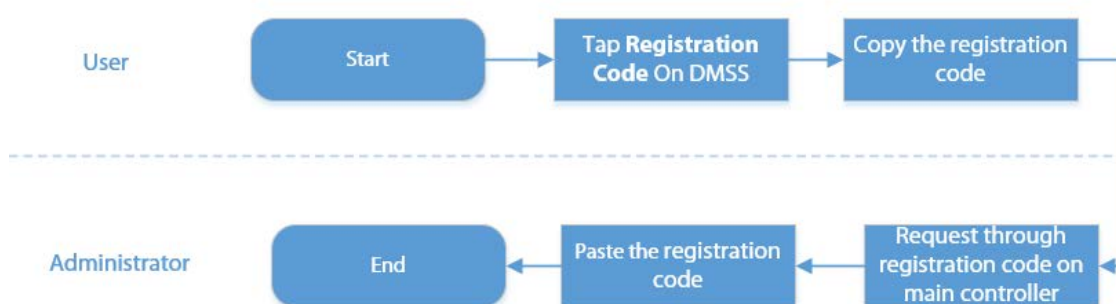 User
Start
Tap Registration
Code On DMSS
Copy the registration
code
Administrator
End
Paste the registration
code
Request through
registration code on
main controller